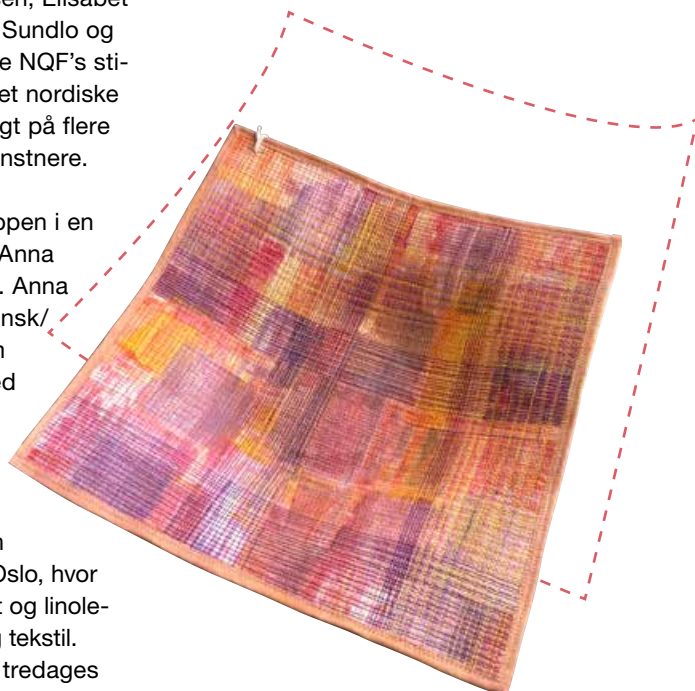 Elisabet
Sundlo og
e NQF's sti-
et nordiske
gt på flere
nstnere.
ppen i en
Anna
. Anna
nsk/
n
ed
n
Oslo, hvor
t og linole-
g tekstil.
tredages